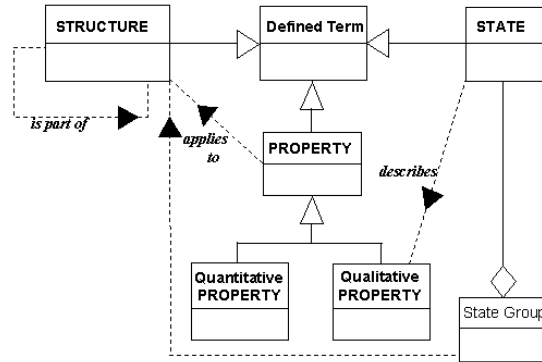 STRUCTURE
Defined Term
STATE
is part of
applies
to
PROPERTY
describes
Quantitative
PROPERTY
Qualitative
PROPERTY
State Group